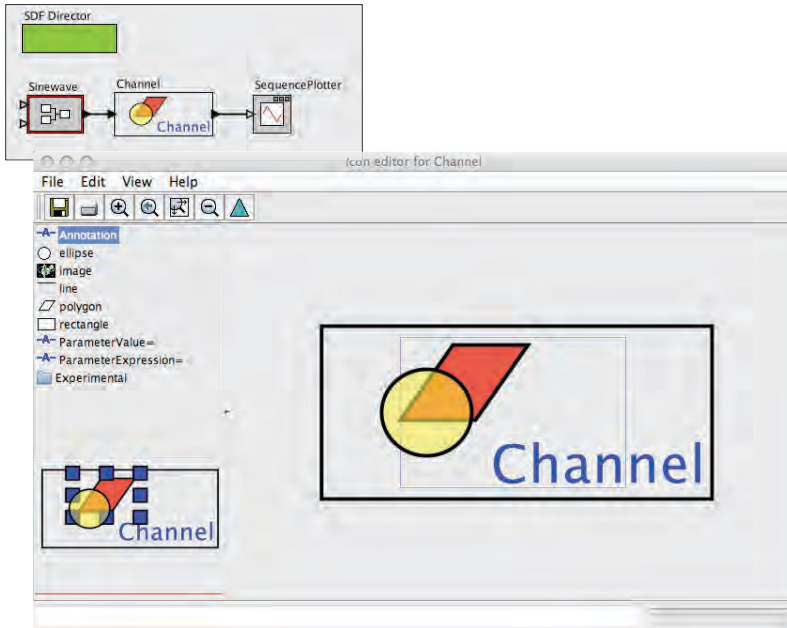 SDF Director
Sinewave
Channel
SequencePlotter
Channel
Icon editor for Channel
File Edit View Help
Annotation
ellipse
image
line
polygon
rectangle
ParameterValue=
ParameterExpression=
Experimental
Channel
Channel